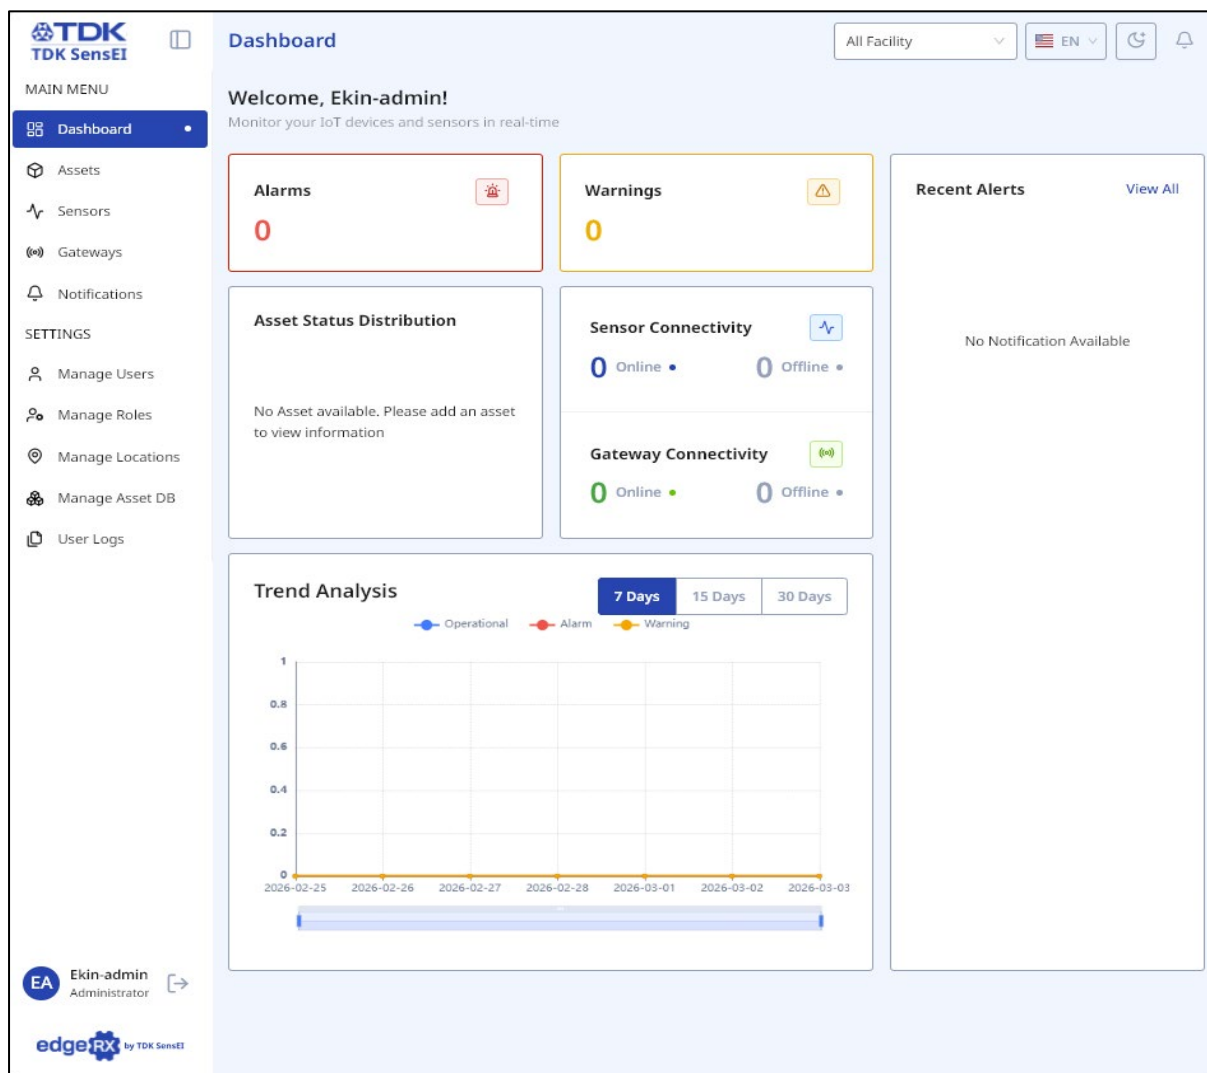 TDK
TDK SensEI
MAIN MENU
Dashboard
Assets
Sensors
Gateways
Notifications
SETTINGS
Manage Users
Manage Roles
Manage Locations
Manage Asset DB
User Logs
EA
Ekin-admin
Administrator
edge RX by TDK SensEI
Dashboard
All Facility
EN
Welcome, Ekin-admin!
Monitor your IoT devices and sensors in real-time
Alarms
0
Warnings
0
Recent Alerts
View All
No Notification Available
Asset Status Distribution
No Asset available. Please add an asset
to view information
Sensor Connectivity
0 Online
0 Offline
Gateway Connectivity
0 Online
0 Offline
Trend Analysis
7 Days
15 Days
30 Days
Operational
Alarm
Warning
1
0.8
0.6
0.4
0.2
0
2026-02-25
2026-02-26
2026-02-27
2026-02-28
2026-03-01
2026-03-02
2026-03-03